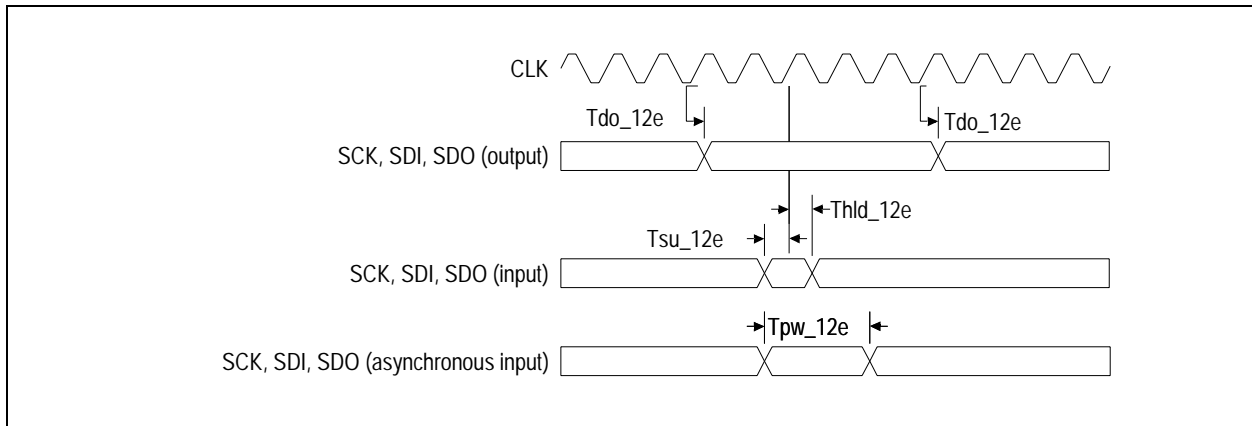 CLK
Tdo_12e
Tdo_12e
SCK, SDI, SDO (output)
Thld_12e
Tsu_12e
SCK, SDI, SDO (input)
Tpw_12e
SCK, SDI, SDO (asynchronous input)